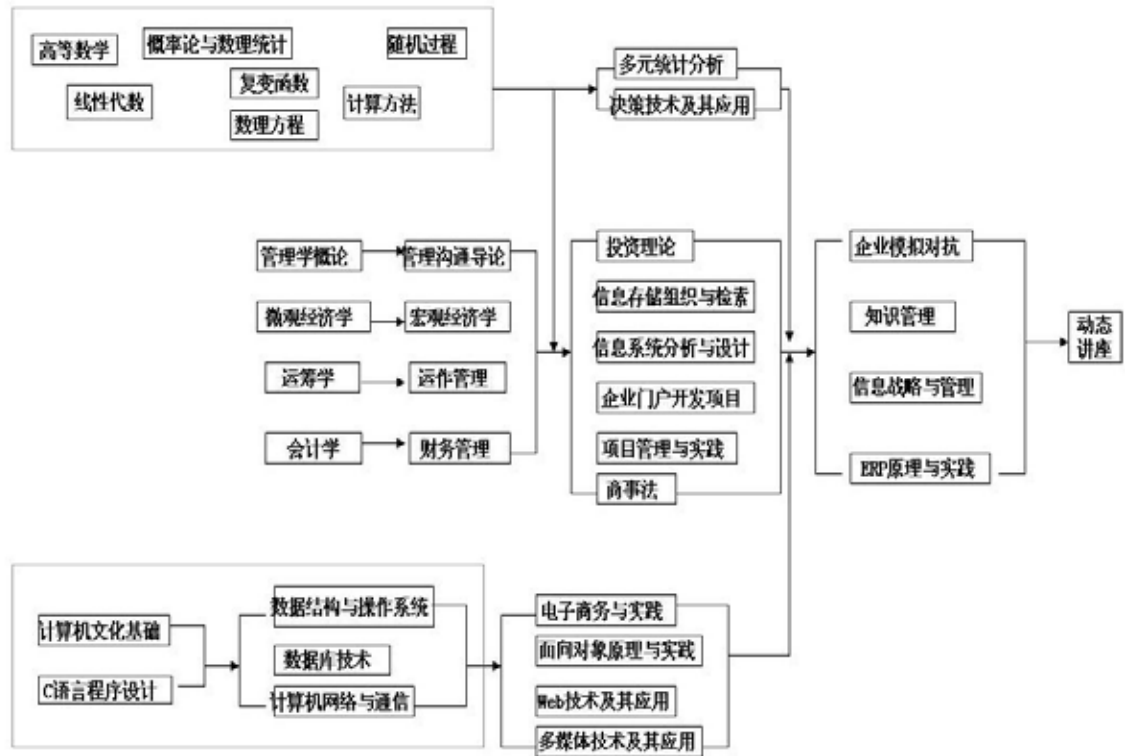 高等数学
概率论与数理统计
随机过程
线性代数
复变函数
计算方法
数理方程
多元统计分析
决策技术及其应用
管理学概论
管理沟通导论
微观经济学
宏观经济学
运筹学
运作管理
会计学
财务管理
投资理论
信息存储组织与检索
信息系统分析与设计
企业门户开发项目
项目管理与实践
商事法
企业模拟对抗
知识管理
信息战略与管理
ERP原理与实践
动态
讲座
计算机文化基础
C语言程序设计
数据结构与操作系统
数据库技术
计算机网络与通信
电子商务与实践
面向对象原理与实践
Web技术及其应用
多媒体技术及其应用